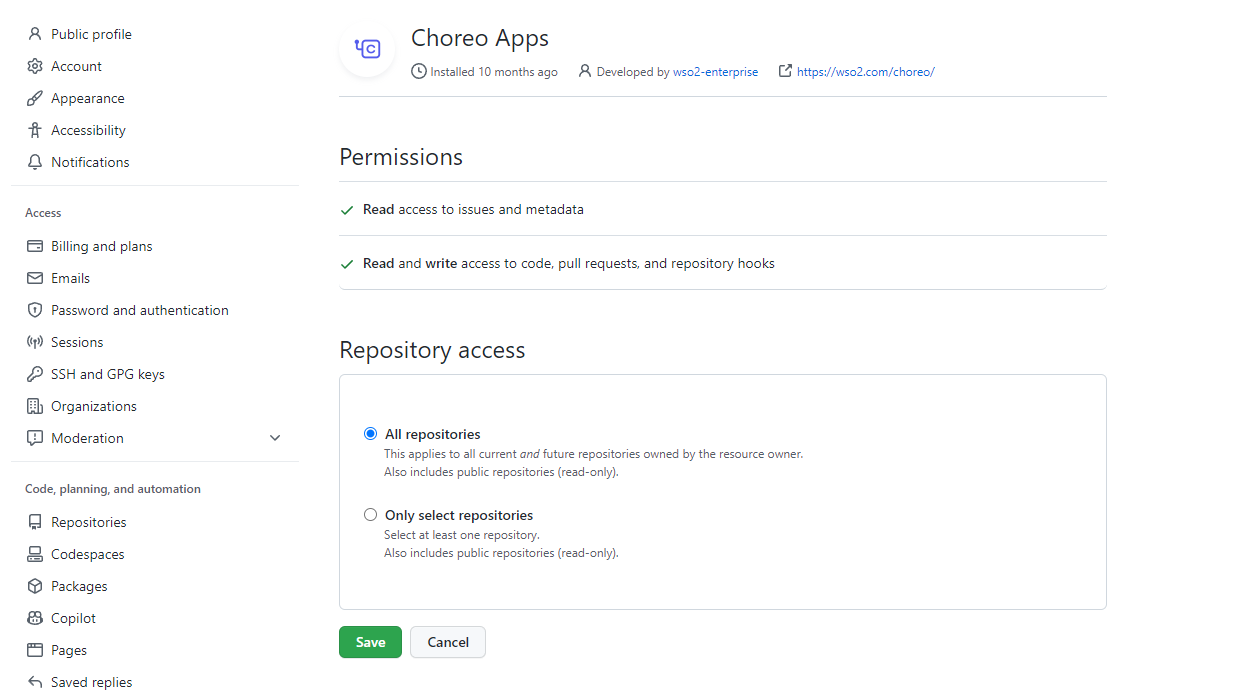 Public profile
Account
Appearance
Accessibility
Notifications
Access
Billing and plans
Emails
Password and authentication
Sessions
SSH and GPG keys
Organizations
Moderation
Code, planning, and automation
Repositories
Codespaces
Packages
Copilot
Pages
Saved replies
C
Choreo Apps
Installed 10 months ago Developed by wso2-enterprise https://wso2.com/choreo/
Permissions
Read access to issues and metadata
Read and write access to code, pull requests, and repository hooks
Repository access
All repositories
This applies to all current and future repositories owned by the resource owner.
Also includes public repositories (read-only).
Only select repositories
Select at least one repository.
Also includes public repositories (read-only).
Save Cancel